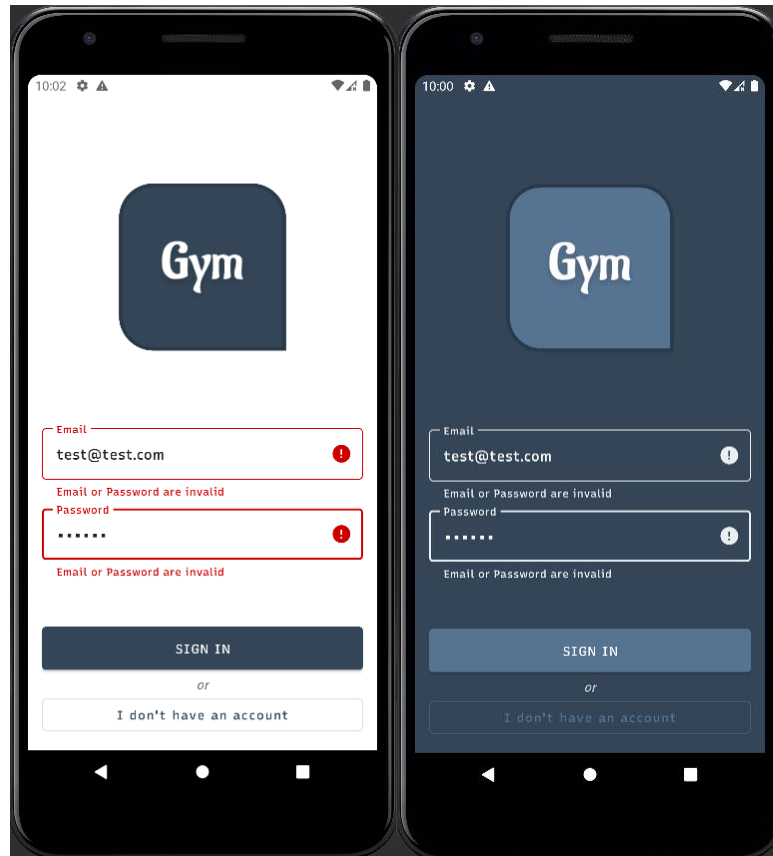 10:02
Gym
Email
test@test.com
Email or Password are invalid
Password
Email or Password are invalid
SIGN IN
or
I don't have an account
10:00
Gym
Email
test@test.com
Email or Password are invalid
Password
Email or Password are invalid
SIGN IN
or
I don't have an account